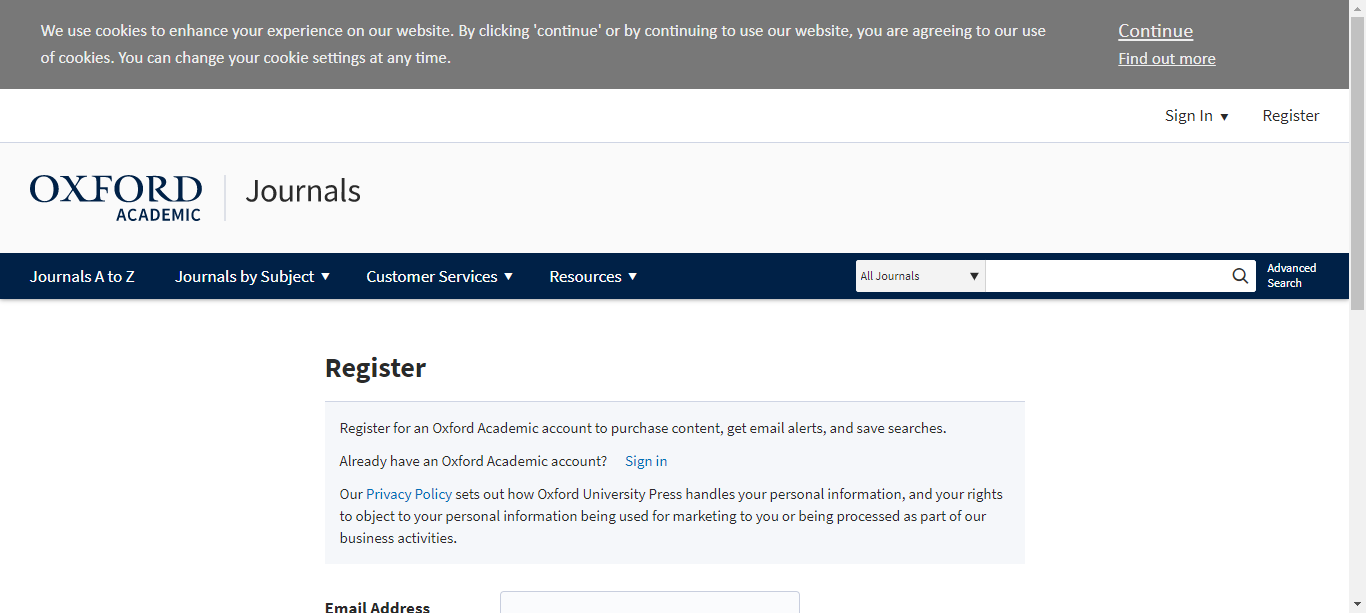 We use cookies to enhance your experience on our website. By clicking 'continue' or by continuing to use our website, you are agreeing to our use
of cookies. You can change your cookie settings at any time.
Continue
Find out more
Sign In ▼
Register
OXFORD
ACADEMIC
Journals
Journals A to Z
Journals by Subject ▼
Customer Services ▼
Resources ▼
All Journals ▼
Advanced
Search
Register
Register for an Oxford Academic account to purchase content, get email alerts, and save searches.
Already have an Oxford Academic account? Sign in
Our Privacy Policy sets out how Oxford University Press handles your personal information, and your rights
to object to your personal information being used for marketing to you or being processed as part of our
business activities.
Email Address